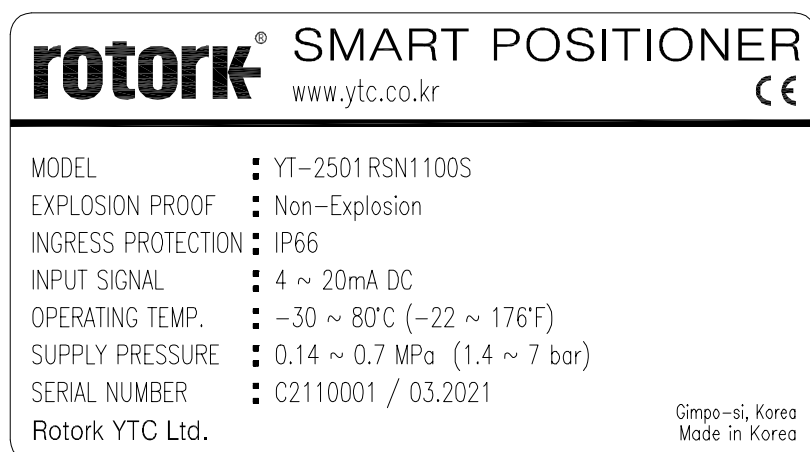 rotork® SMART POSITIONER
www.ytc.co.kr CE
MODEL : YT-2501RSN1100S
EXPLOSION PROOF : Non-Explosion
INGRESS PROTECTION : IP66
INPUT SIGNAL : 4 ~ 20mA DC
OPERATING TEMP. : -30 ~ 80°C (-22 ~ 176°F)
SUPPLY PRESSURE : 0.14 ~ 0.7 MPa (1.4 ~ 7 bar)
SERIAL NUMBER : C2110001 / 03.2021
Rotork YTC Ltd.
Gimpo-si, Korea
Made in Korea